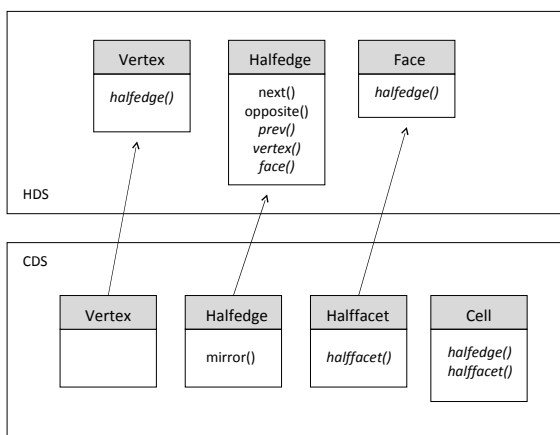 Vertex
halfedge()
Halfedge
next()
opposite()
prev()
vertex()
face()
Face
halfedge()
HDS
CDS
Vertex
Halfedge
mirror()
Halffacet
halffacet()
Cell
halfedge()
halffacet()